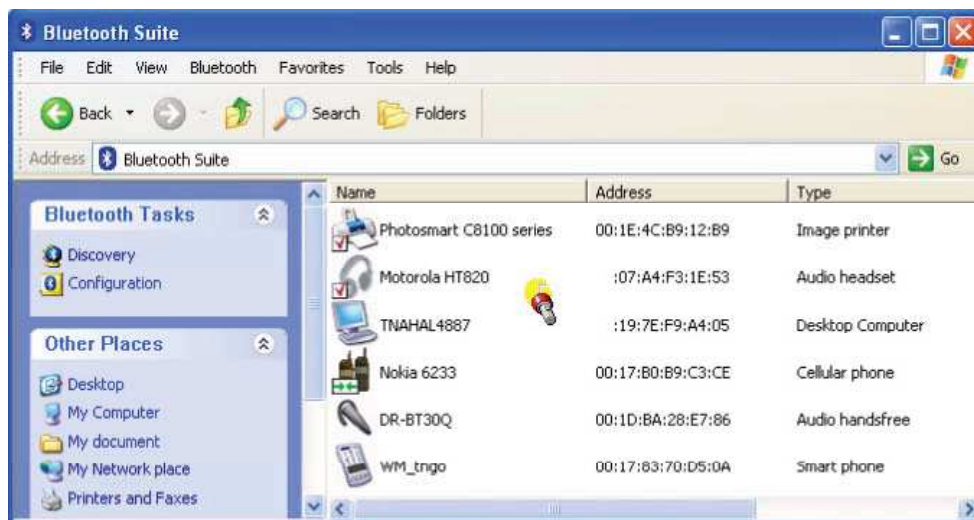 Bluetooth Suite
File Edit View Bluetooth Favorites Tools Help
Back Search Folders
Address Bluetooth Suite Go
Bluetooth Tasks
Discovery
Configuration
Other Places
Desktop
My Computer
My document
My Network place
Printers and Faxes
Name Address Type
Photosmart C8100 series 00:1E:4C:B9:12:B9 Image printer
Motorola HT820 :07:A4:F3:1E:53 Audio headset
TNAHAL4887 :19:7E:F9:A4:05 Desktop Computer
Nokia 6233 00:17:B0:B9:C3:CE Cellular phone
DR-BT30Q 00:1D:BA:28:E7:86 Audio handsfree
WM_tngo 00:17:83:70:D5:0A Smart phone